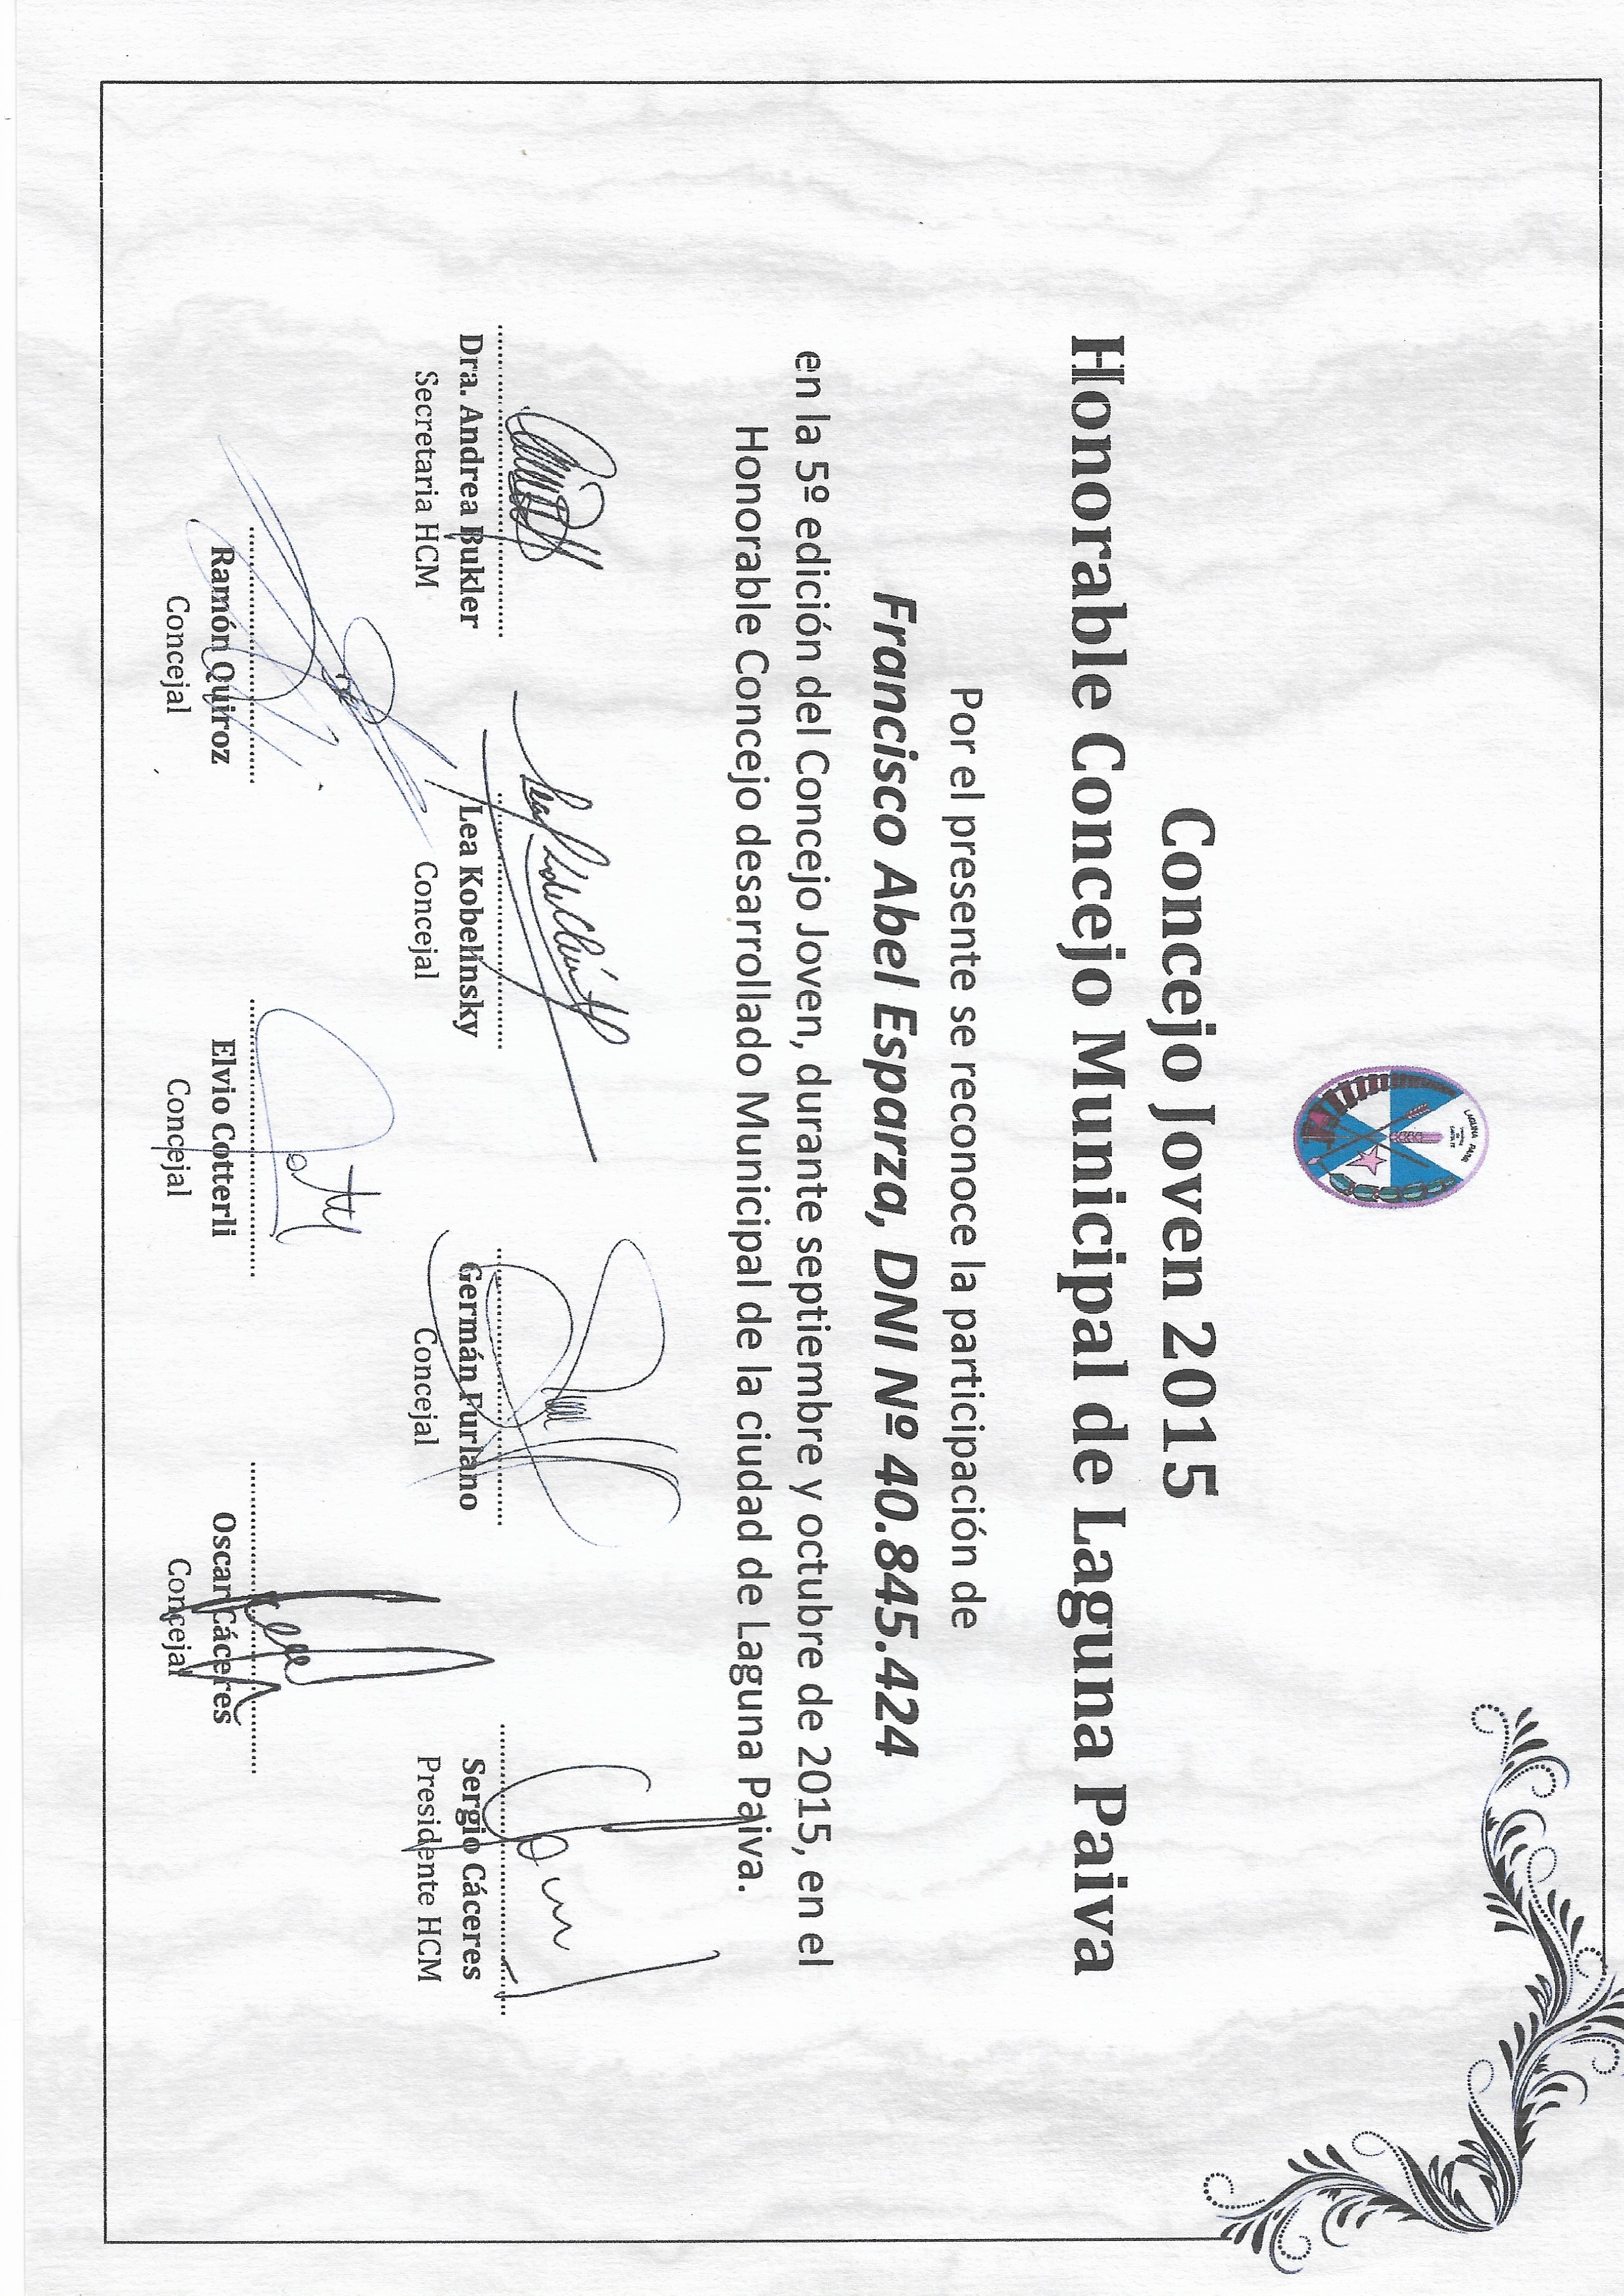 LAGUNA PAIVA
SANTA FE
Concejo Joven 2015
Honorable Concejo Municipal de Laguna Paiva
Por el presente se reconoce la participación de
Francisco Abel Esparza, DNI Nº 40.845.424
en la 5º edición del Concejo Joven, durante septiembre y octubre de 2015, en el
Honorable Concejo desarrollado Municipal de la ciudad de Laguna Paiva.
Dra. Andrea Bukler
Secretaria HCM
Lea Kobelinsky
Concejal
Germán Furlano
Concejal
Sergio Cáceres
Presidente HCM
Ramón Quiroz
Concejal
Elvio Cotterli
Concejal
Oscar Cáceres
Concejal